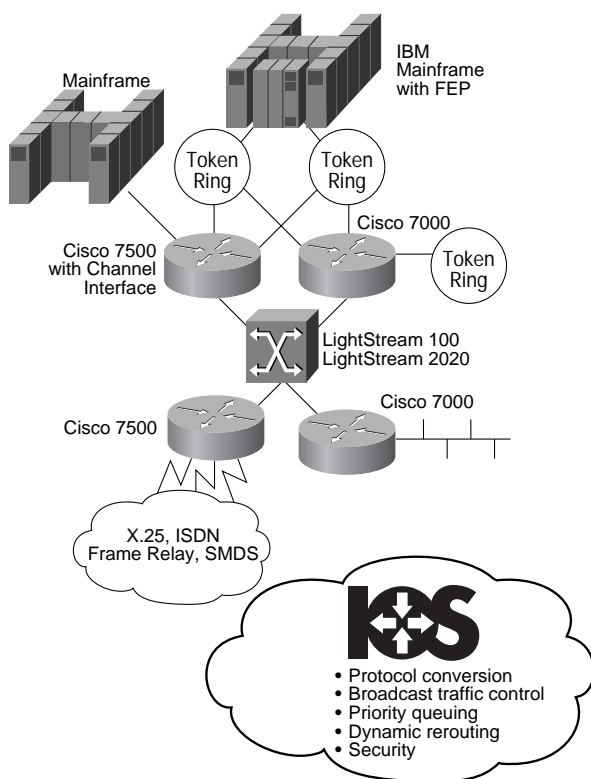 IBM
Mainframe
with FEP
Mainframe
Token
Ring
Token
Ring
Cisco 7000
Cisco 7500
with Channel
Interface
Token
Ring
LightStream 100
LightStream 2020
Cisco 7000
Cisco 7500
X.25, ISDN
Frame Relay, SMDS
IOS
• Protocol conversion
• Broadcast traffic control
• Priority queuing
• Dynamic rerouting
• Security